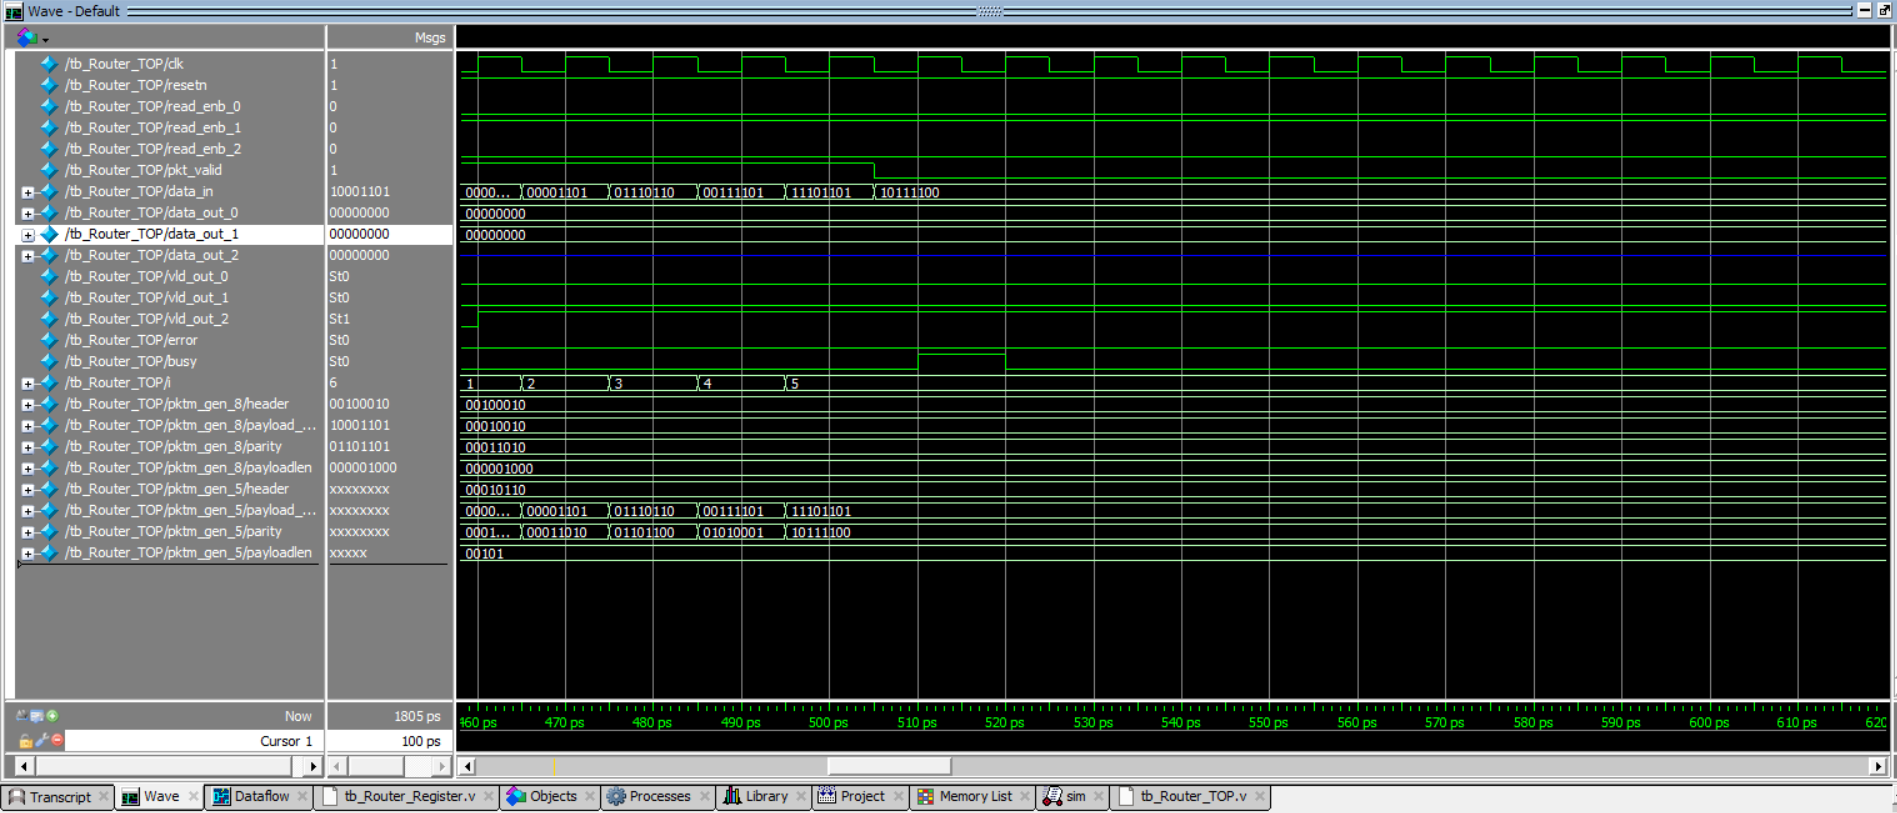 Wave - Default
Msgs
/tb_Router_TOP/clk 1
/tb_Router_TOP/resetn 1
/tb_Router_TOP/read_enb_0 0
/tb_Router_TOP/read_enb_1 0
/tb_Router_TOP/read_enb_2 0
/tb_Router_TOP/pkt_valid 1
/tb_Router_TOP/data_in 10001101 0000... 00001101 01110110 00111101 11101101 10111100
/tb_Router_TOP/data_out_0 00000000 00000000
/tb_Router_TOP/data_out_1 00000000 00000000
/tb_Router_TOP/data_out_2 00000000
/tb_Router_TOP/vld_out_0 St0
/tb_Router_TOP/vld_out_1 St0
/tb_Router_TOP/vld_out_2 St1
/tb_Router_TOP/error St0
/tb_Router_TOP/busy St0
/tb_Router_TOP/i 6 1 2 3 4 5
/tb_Router_TOP/pktm_gen_8/header 00100010 00100010
/tb_Router_TOP/pktm_gen_8/payload_... 10001101 00010010
/tb_Router_TOP/pktm_gen_8/parity 01101101 00011010
/tb_Router_TOP/pktm_gen_8/payloadlen 000001000 000001000
/tb_Router_TOP/pktm_gen_5/header xxxxxxxx 00010110
/tb_Router_TOP/pktm_gen_5/payload_... xxxxxxxx 0000... 00001101 01110110 00111101 11101101
/tb_Router_TOP/pktm_gen_5/parity xxxxxxxx 0001... 00011010 01101100 01010001 10111100
/tb_Router_TOP/pktm_gen_5/payloadlen xxxxx 00101
Now 1805 ps 460 ps 470 ps 480 ps 490 ps 500 ps 510 ps 520 ps 530 ps 540 ps 550 ps 560 ps 570 ps 580 ps 590 ps 600 ps 610 ps 620
Cursor 1 100 ps
Transcript Wave Dataflow tb_Router_Register.v Objects Processes Library Project Memory List sim tb_Router_TOP.v